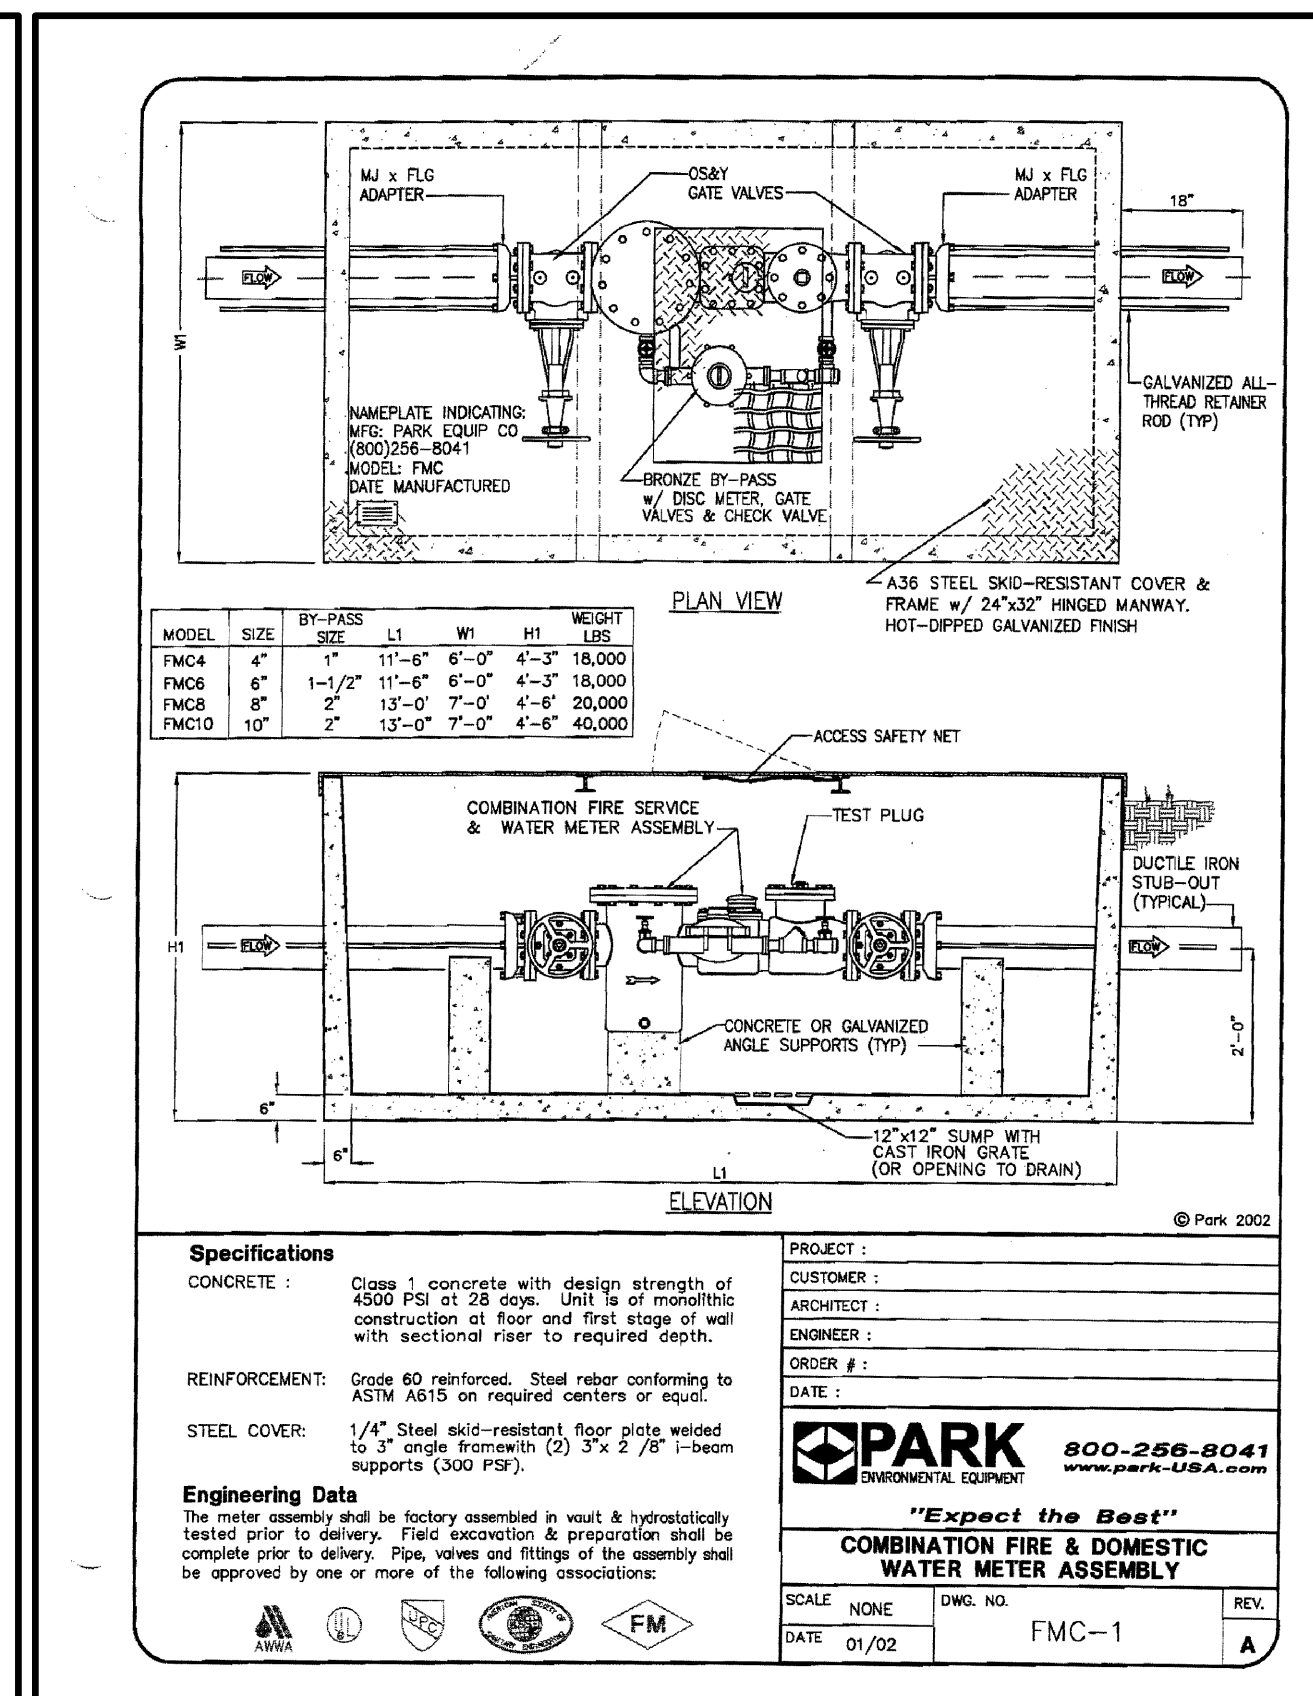 MJ x FLG
ADAPTER
OS&Y
GATE VALVES
MJ x FLG
ADAPTER
18"
FLOW
FLOW
W1
GALVANIZED ALL-
THREAD RETAINER
ROD (TYP)
NAMEPLATE INDICATING:
MFG: PARK EQUIP CO
(800)256-8041
MODEL: FMC
DATE MANUFACTURED
BRONZE BY-PASS
w/ DISC METER, GATE
VALVES & CHECK VALVE
A36 STEEL SKID-RESISTANT COVER &
FRAME w/ 24"x32" HINGED MANWAY.
HOT-DIPPED GALVANIZED FINISH
PLAN VIEW
MODEL SIZE BY-PASS SIZE L1 W1 H1 WEIGHT LBS
FMC4 4" 1" 11'-6" 6'-0" 4'-3" 18,000
FMC6 6" 1-1/2" 11'-6" 6'-0" 4'-3" 18,000
FMC8 8" 2" 13'-0' 7'-0' 4'-6' 20,000
FMC10 10" 2" 13'-0" 7'-0" 4'-6" 40,000
ACCESS SAFETY NET
COMBINATION FIRE SERVICE
& WATER METER ASSEMBLY
TEST PLUG
DUCTILE IRON
STUB-OUT
(TYPICAL)
H1
FLOW
FLOW
CONCRETE OR GALVANIZED
ANGLE SUPPORTS (TYP)
2'-0"
6"
6"
12"x12" SUMP WITH
CAST IRON GRATE
(OR OPENING TO DRAIN)
L1
ELEVATION
© Park 2002
Specifications
CONCRETE : Class 1 concrete with design strength of
4500 PSI at 28 days. Unit is of monolithic
construction at floor and first stage of wall
with sectional riser to required depth.
REINFORCEMENT: Grade 60 reinforced. Steel rebar conforming to
ASTM A615 on required centers or equal.
STEEL COVER: 1/4" Steel skid-resistant floor plate welded
to 3" angle framewith (2) 3"x 2 /8" i-beam
supports (300 PSF).
Engineering Data
The meter assembly shall be factory assembled in vault & hydrostatically
tested prior to delivery. Field excavation & preparation shall be
complete prior to delivery. Pipe, valves and fittings of the assembly shall
be approved by one or more of the following associations:
AWWA
UL
UPC
FM
PROJECT :
CUSTOMER :
ARCHITECT :
ENGINEER :
ORDER # :
DATE :
PARK
ENVIRONMENTAL EQUIPMENT
800-256-8041
www.park-USA.com
"Expect the Best"
COMBINATION FIRE & DOMESTIC
WATER METER ASSEMBLY
SCALE NONE
DWG. NO. FMC-1
REV. A
DATE 01/02